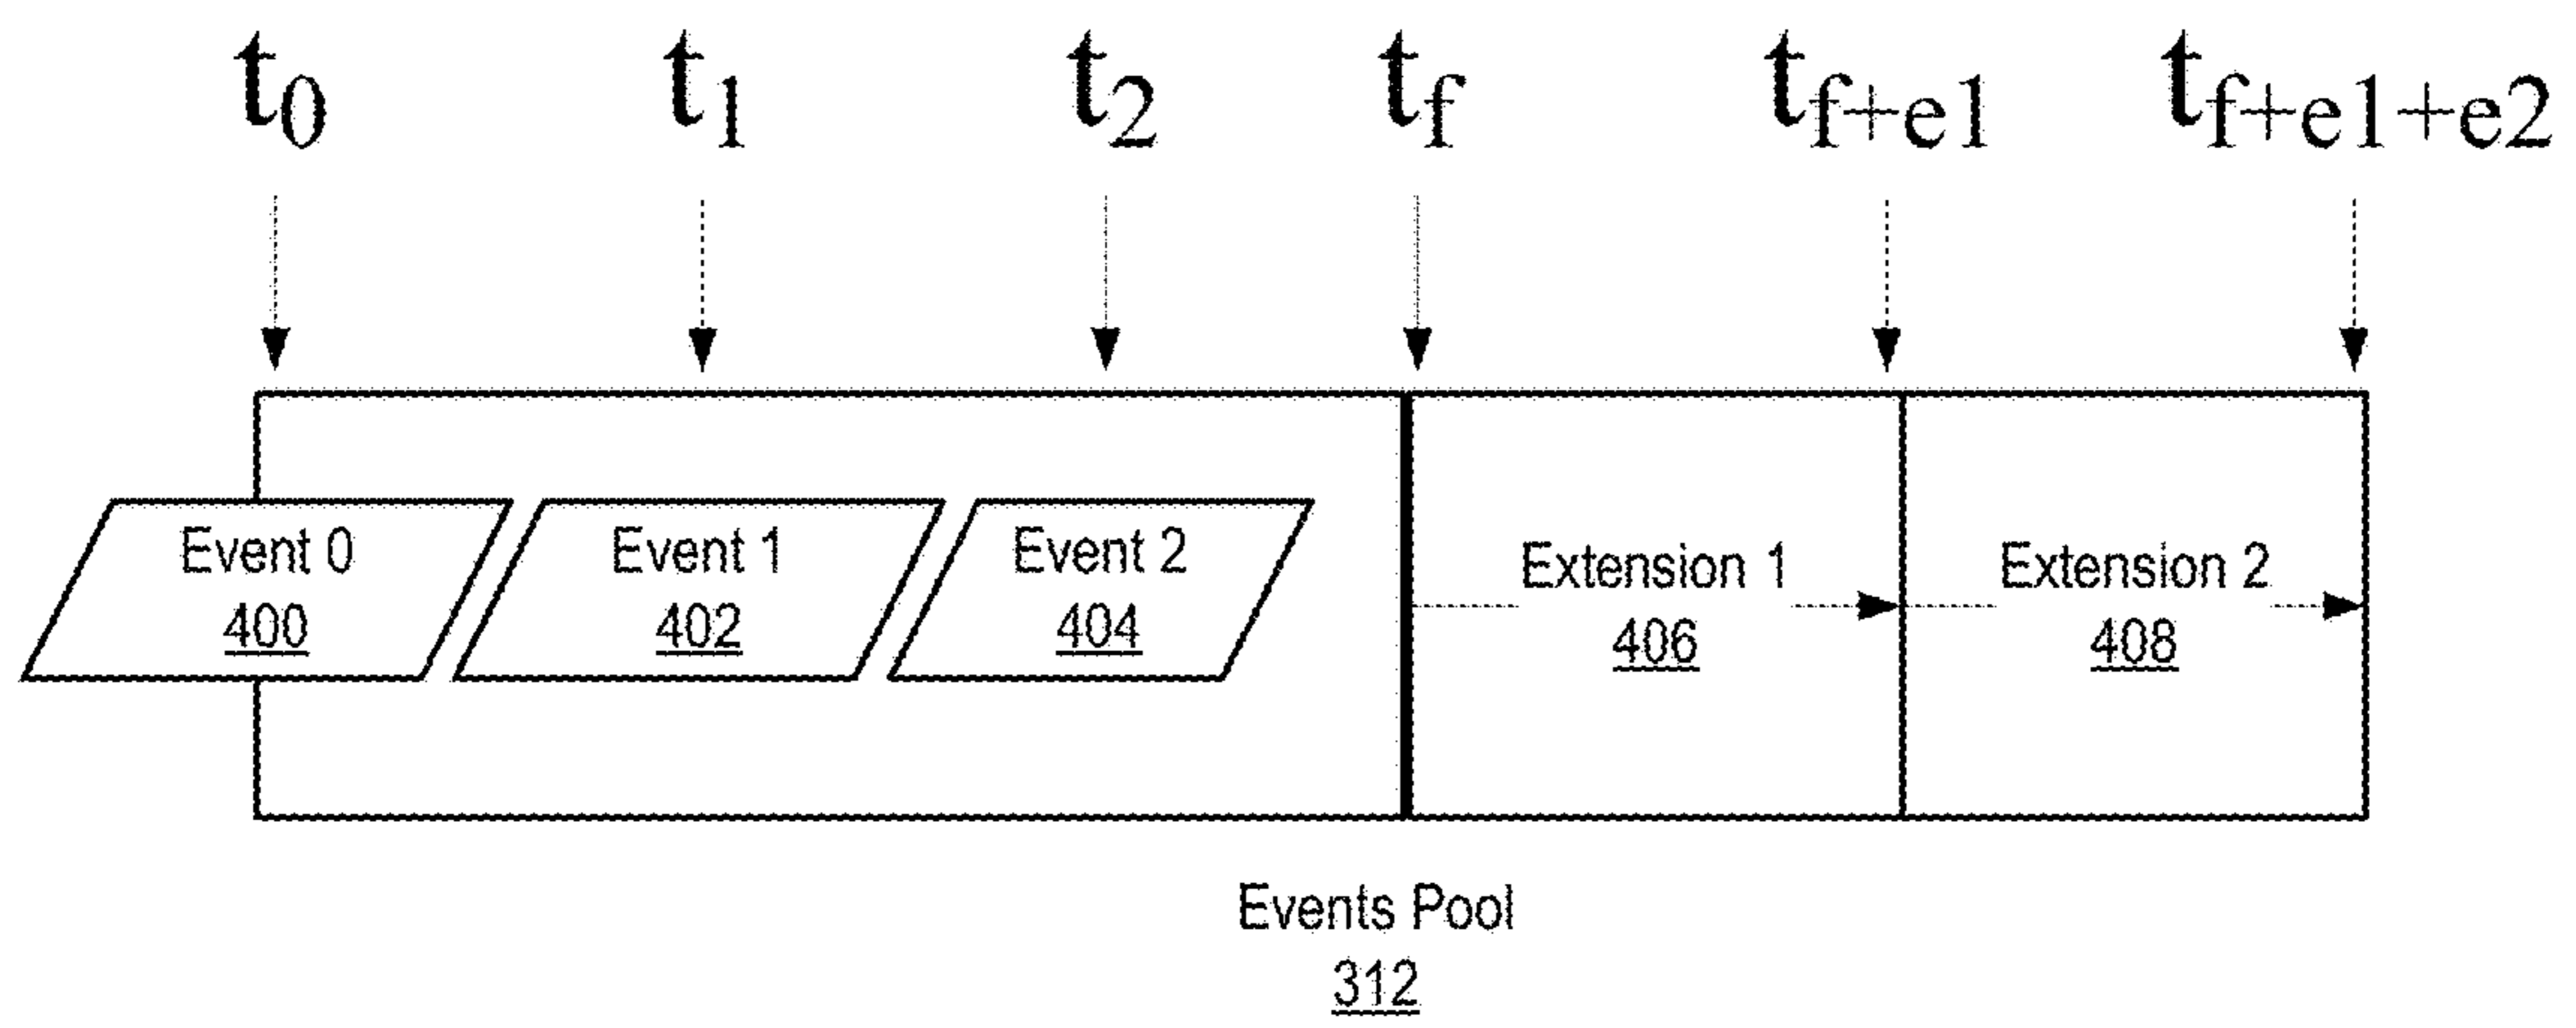 t0 t1 t2 tf tf+e1 tf+e1+e2
Event 0
400
Event 1
402
Event 2
404
Extension 1
406
Extension 2
408
Events Pool
312